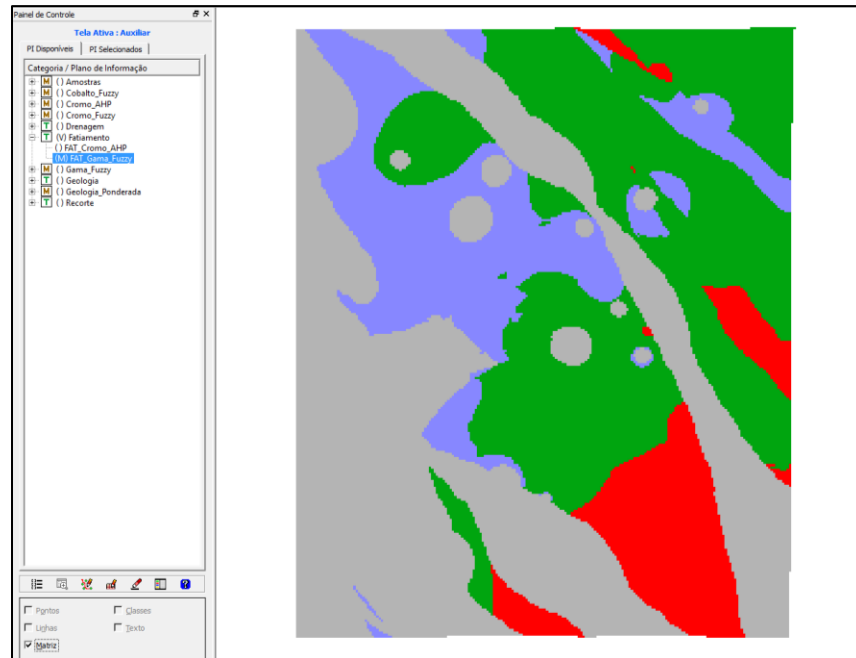 Painel de Controle
Tela Ativa : Auxiliar
PI Disponíveis PI Selecionados
Categoria / Plano de Informação
M () Amostras
M () Cobalto_Fuzzy
M () Cromo_AHP
M () Cromo_Fuzzy
T () Drenagem
T (V) Fatiamento
() FAT_Cromo_AHP
(M) FAT_Gama_Fuzzy
M () Gama_Fuzzy
T () Geologia
M () Geologia_Ponderada
T () Recorte
Pontos Classes
Linhas Texto
Matriz